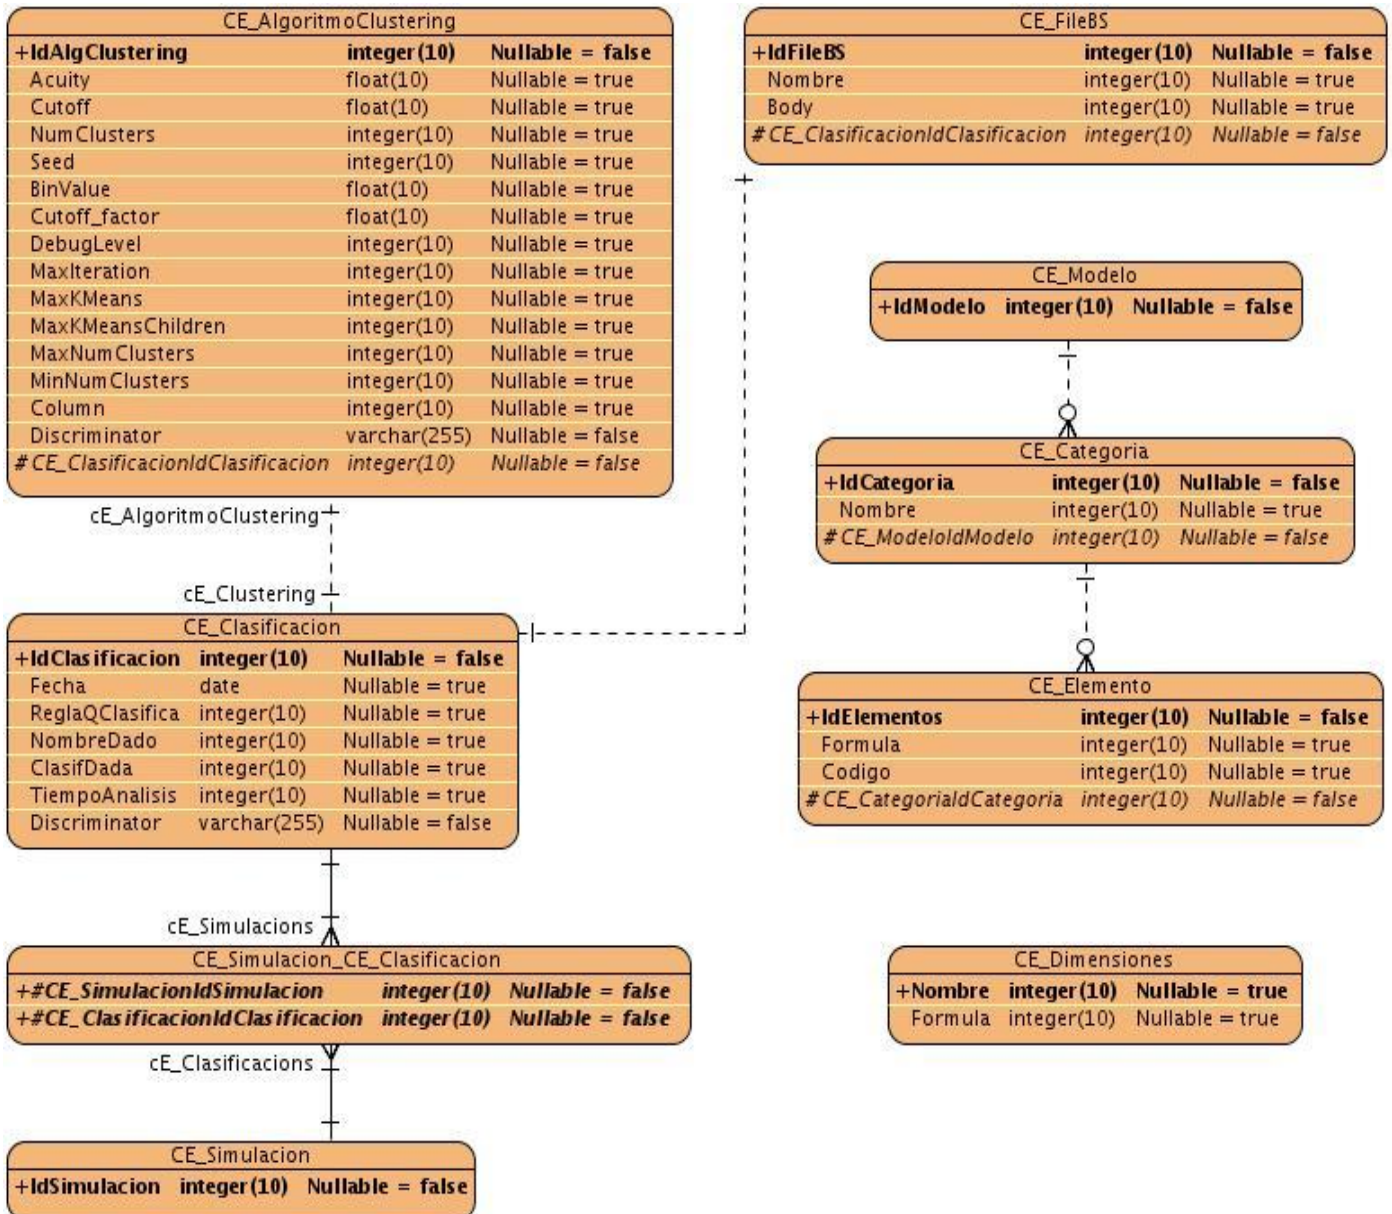 CE_AlgoritmoClustering
+IdAlgClustering integer(10) Nullable = false
Acuity float(10) Nullable = true
Cutoff float(10) Nullable = true
NumClusters integer(10) Nullable = true
Seed integer(10) Nullable = true
BinValue float(10) Nullable = true
Cutoff_factor float(10) Nullable = true
DebugLevel integer(10) Nullable = true
MaxIteration integer(10) Nullable = true
MaxKMeans integer(10) Nullable = true
MaxKMeansChildren integer(10) Nullable = true
MaxNumClusters integer(10) Nullable = true
MinNumClusters integer(10) Nullable = true
Column integer(10) Nullable = true
Discriminator varchar(255) Nullable = false
#CE_ClasificacionIdClasificacion integer(10) Nullable = false
CE_FileBS
+IdFileBS integer(10) Nullable = false
Nombre integer(10) Nullable = true
Body integer(10) Nullable = true
#CE_ClasificacionIdClasificacion integer(10) Nullable = false
CE_Modelo
+IdModelo integer(10) Nullable = false
CE_Categoria
+IdCategoria integer(10) Nullable = false
Nombre integer(10) Nullable = true
#CE_ModeloIdModelo integer(10) Nullable = false
cE_AlgoritmoClustering
cE_Clustering
CE_Clasificacion
+IdClasificacion integer(10) Nullable = false
Fecha date Nullable = true
ReglaQClasifica integer(10) Nullable = true
NombreDado integer(10) Nullable = true
ClasifDada integer(10) Nullable = true
TiempoAnalisis integer(10) Nullable = true
Discriminator varchar(255) Nullable = false
CE_Elemento
+IdElementos integer(10) Nullable = false
Formula integer(10) Nullable = true
Codigo integer(10) Nullable = true
#CE_CategoriaIdCategoria integer(10) Nullable = false
cE_Simulacions
CE_Simulacion_CE_Clasificacion
+#CE_SimulacionIdSimulacion integer(10) Nullable = false
+#CE_ClasificacionIdClasificacion integer(10) Nullable = false
cE_Clasificacions
CE_Dimensiones
+Nombre integer(10) Nullable = true
Formula integer(10) Nullable = true
CE_Simulacion
+IdSimulacion integer(10) Nullable = false